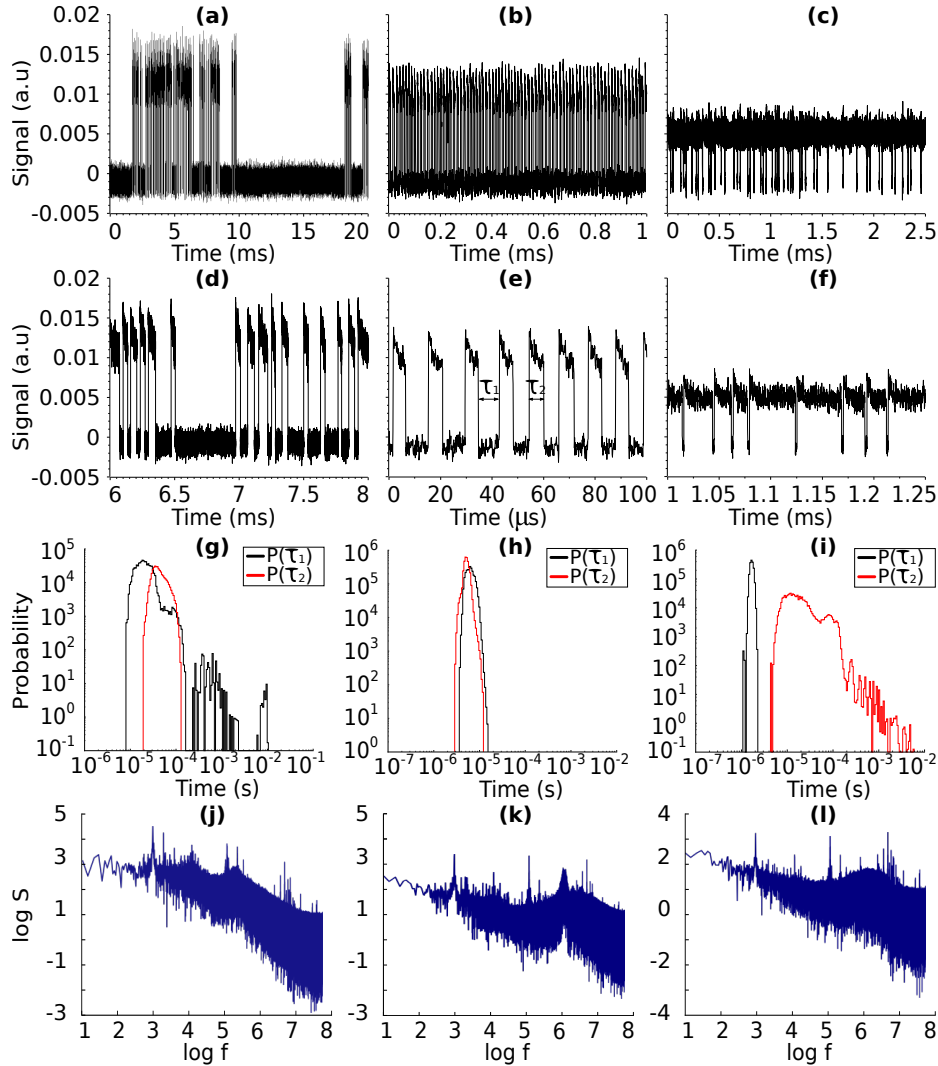 (a) (b) (c)
Signal (a.u)
0.02
0.015
0.01
0.005
0
-0.005
0 5 10 15 20 0 0.2 0.4 0.6 0.8 1 0 0.5 1 1.5 2 2.5
Time (ms) Time (ms) Time (ms)
(d) (e) (f)
Signal (a.u)
0.02
0.015
0.01
0.005
0
-0.005
τ1 τ2
6 6.5 7 7.5 8 0 20 40 60 80 100 1 1.05 1.1 1.15 1.2 1.25
Time (ms) Time (μs) Time (ms)
(g) (h) (i)
Probability
10^5
10^4
10^3
10^2
10^1
10^0
10^-1
P(τ1)
P(τ2)
10^-6 10^-5 10^-4 10^-3 10^-2 10^-1
Time (s)
10^6
10^5
10^4
10^3
10^2
10^1
10^0
P(τ1)
P(τ2)
10^-7 10^-6 10^-5 10^-4 10^-3 10^-2
Time (s)
10^6
10^5
10^4
10^3
10^2
10^1
10^0
10^-1
P(τ1)
P(τ2)
10^-7 10^-6 10^-5 10^-4 10^-3 10^-2
Time (s)
(j) (k) (l)
log S
5
3
1
-1
-3
1 2 3 4 5 6 7 8
log f
5
3
1
-1
-3
1 2 3 4 5 6 7 8
log f
4
2
0
-2
-4
1 2 3 4 5 6 7 8
log f